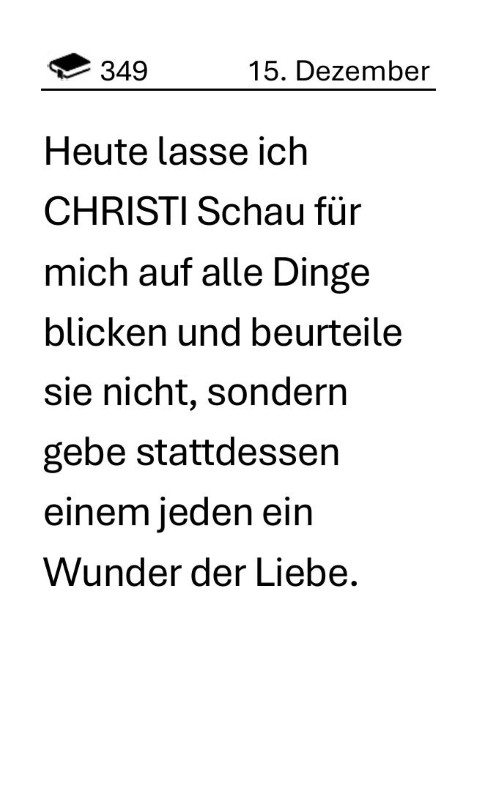 349 15. Dezember
Heute lasse ich
CHRISTI Schau für
mich auf alle Dinge
blicken und beurteile
sie nicht, sondern
gebe stattdessen
einem jeden ein
Wunder der Liebe.